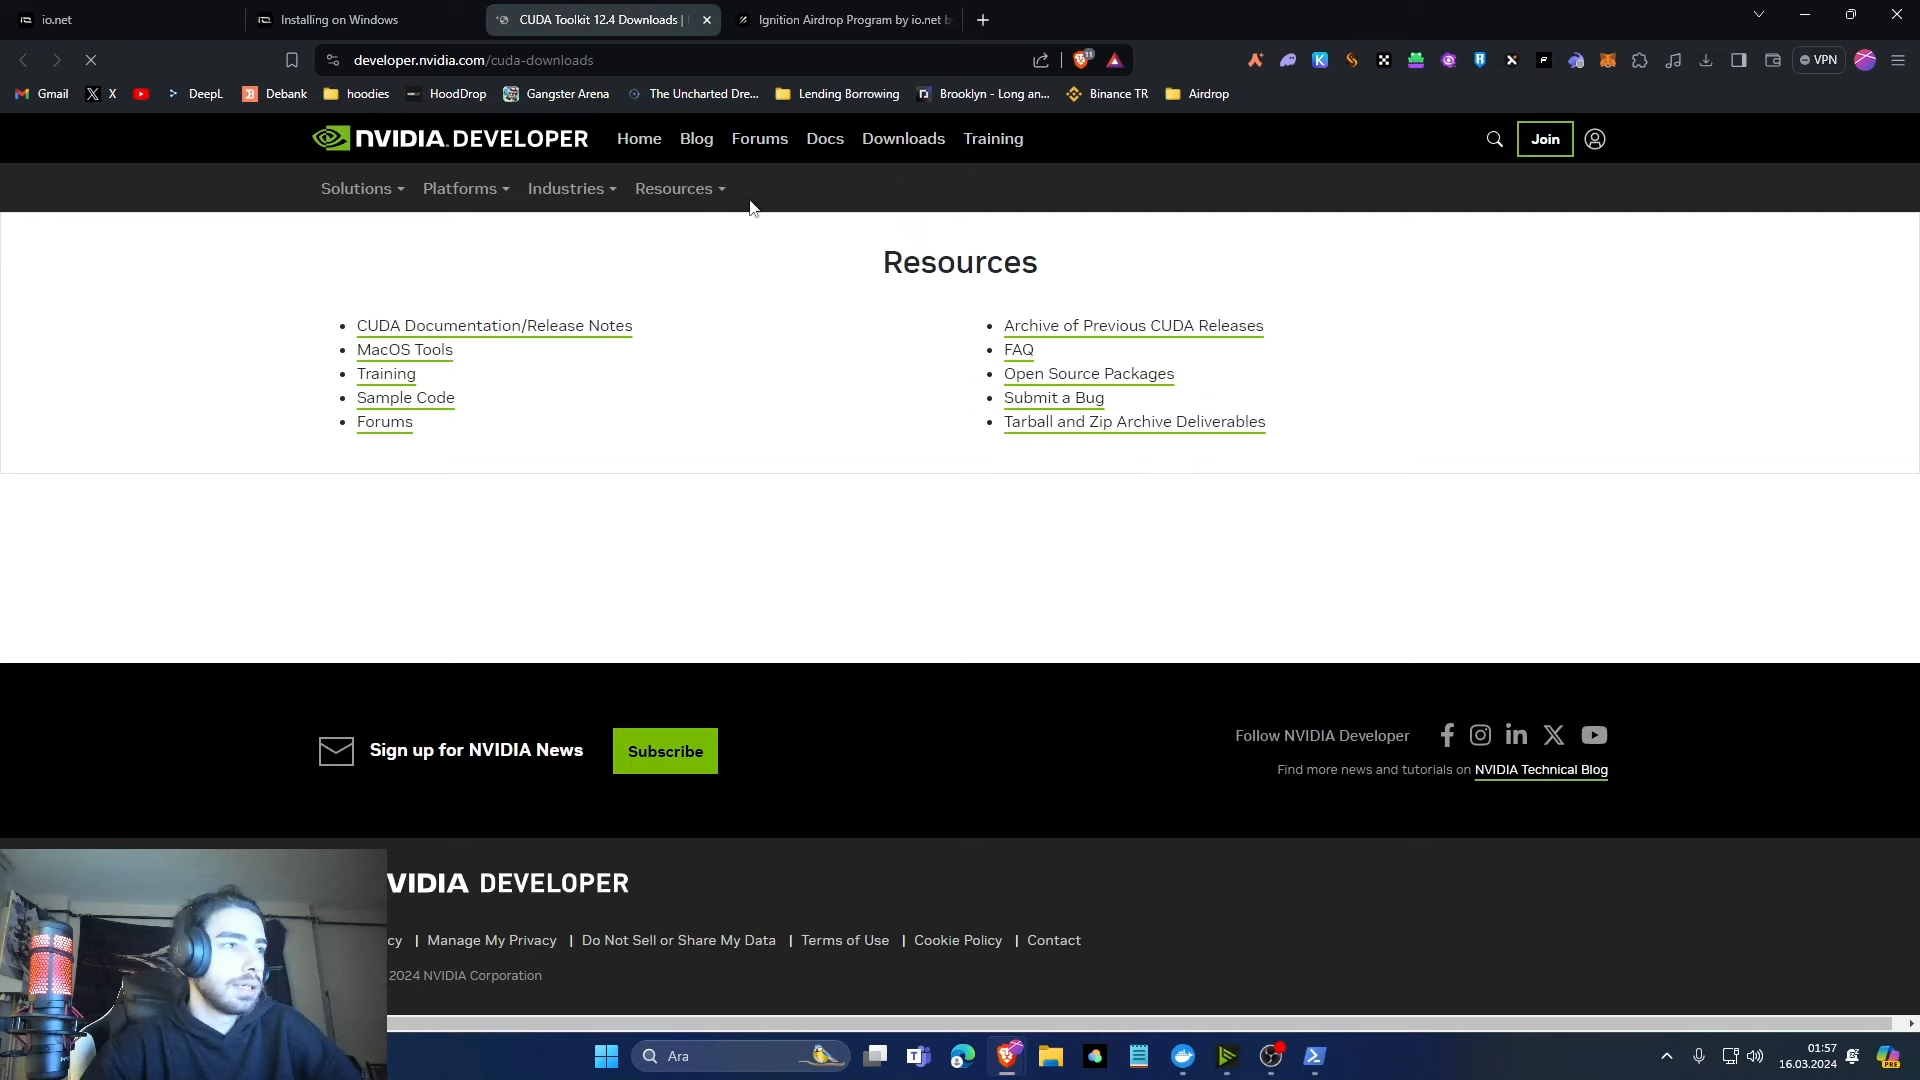 io.net
Installing on Windows
CUDA Toolkit 12.4 Downloads |
Ignition Airdrop Program by io.net b
developer.nvidia.com/cuda-downloads
11
VPN
Gmail
X
DeepL
Debank
hoodies
HoodDrop
Gangster Arena
The Uncharted Dre...
Lending Borrowing
Brooklyn - Long an...
Binance TR
Airdrop
NVIDIA DEVELOPER
Home
Blog
Forums
Docs
Downloads
Training
Join
Solutions
Platforms
Industries
Resources
Resources
CUDA Documentation/Release Notes
MacOS Tools
Training
Sample Code
Forums
Archive of Previous CUDA Releases
FAQ
Open Source Packages
Submit a Bug
Tarball and Zip Archive Deliverables
Sign up for NVIDIA News
Subscribe
Follow NVIDIA Developer
Find more news and tutorials on NVIDIA Technical Blog
VIDIA DEVELOPER
cy | Manage My Privacy | Do Not Sell or Share My Data | Terms of Use | Cookie Policy | Contact
2024 NVIDIA Corporation
Ara
01:57
16.03.2024
PRE